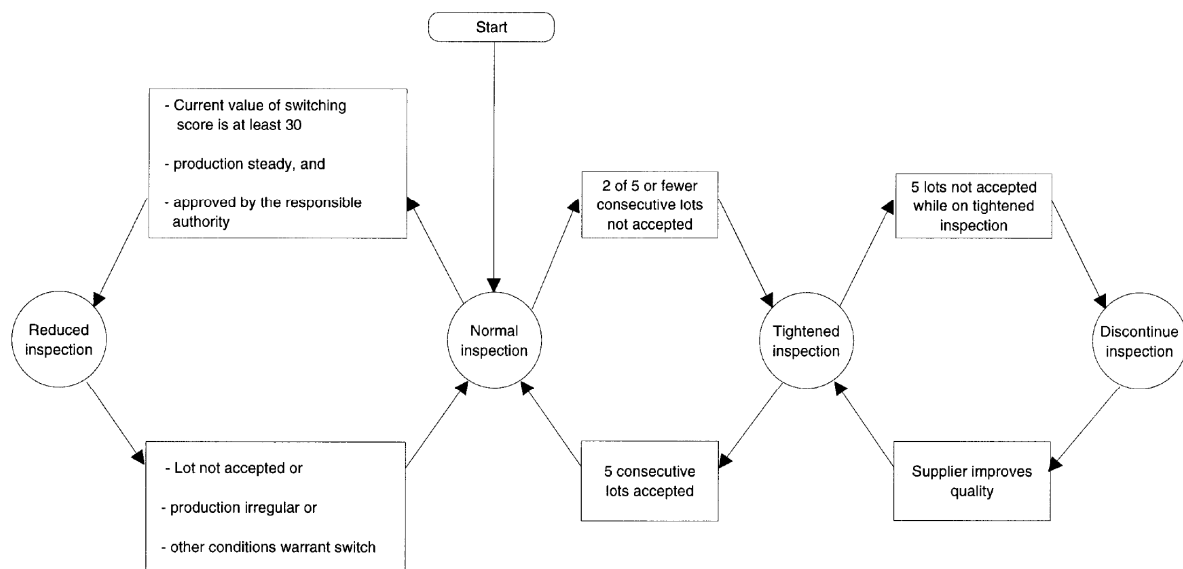 Start
- Current value of switching
score is at least 30
- production steady, and
- approved by the responsible
authority
2 of 5 or fewer
consecutive lots
not accepted
5 lots not accepted
while on tightened
inspection
Reduced
inspection
Normal
inspection
Tightened
inspection
Discontinue
inspection
- Lot not accepted or
- production irregular or
- other conditions warrant switch
5 consecutive
lots accepted
Supplier improves
quality